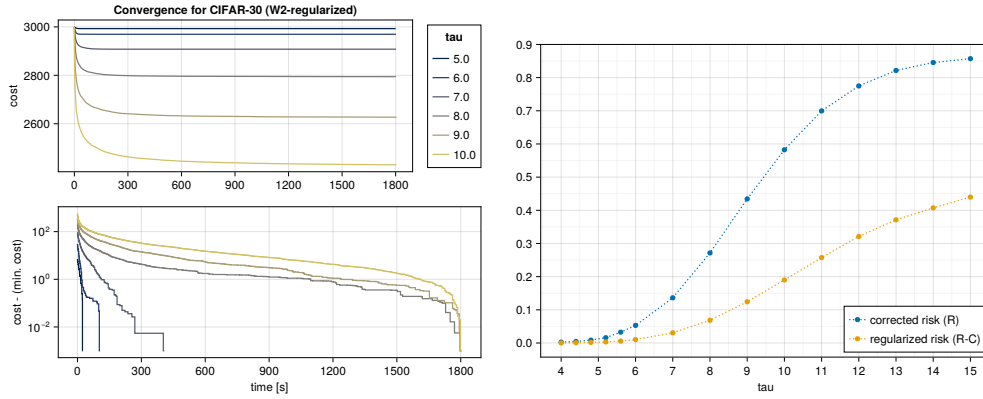 Convergence for CIFAR-30 (W2-regularized)
3000
2800
2600
cost
0 300 600 900 1200 1500 1800
tau
5.0
6.0
7.0
8.0
9.0
10.0
10²
10⁰
10⁻²
cost - (min. cost)
0 300 600 900 1200 1500 1800
time [s]
0.9
0.8
0.7
0.6
0.5
0.4
0.3
0.2
0.1
0.0
corrected risk (R)
regularized risk (R-C)
4 5 6 7 8 9 10 11 12 13 14 15
tau